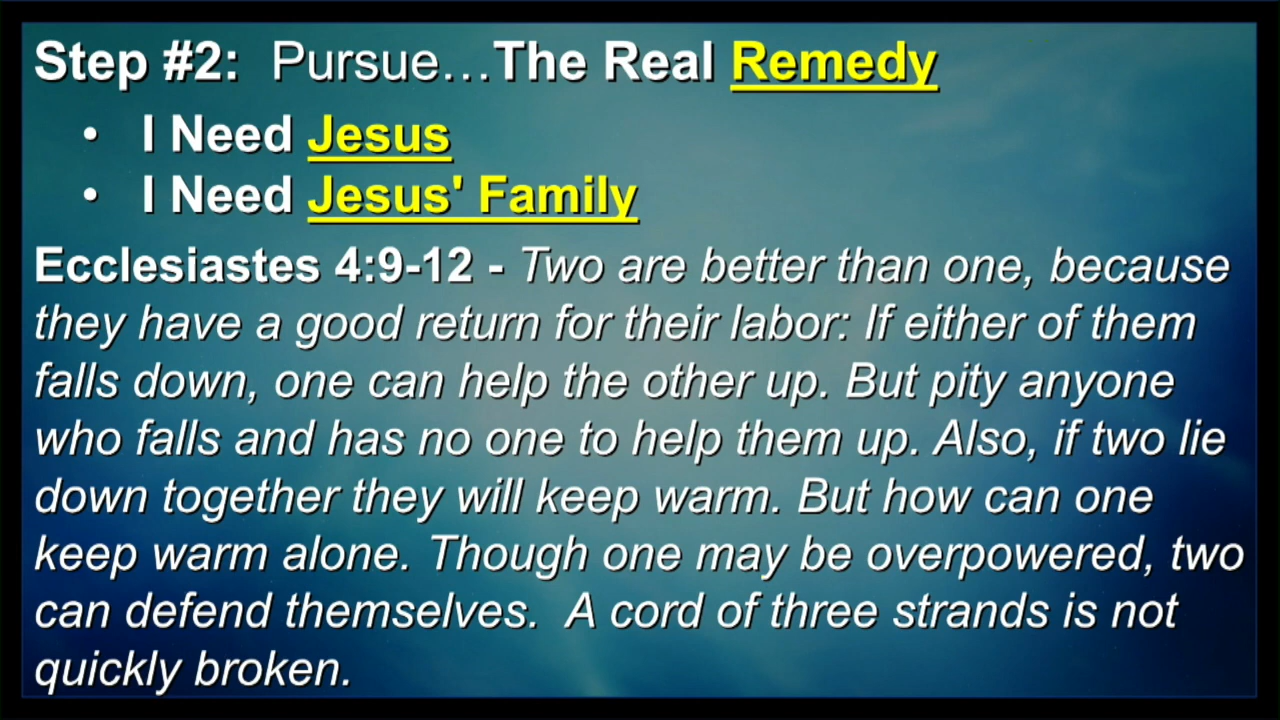 Step #2: Pursue…The Real Remedy
• I Need Jesus
• I Need Jesus' Family
Ecclesiastes 4:9-12 - Two are better than one, because
they have a good return for their labor: If either of them
falls down, one can help the other up. But pity anyone
who falls and has no one to help them up. Also, if two lie
down together they will keep warm. But how can one
keep warm alone. Though one may be overpowered, two
can defend themselves. A cord of three strands is not
quickly broken.